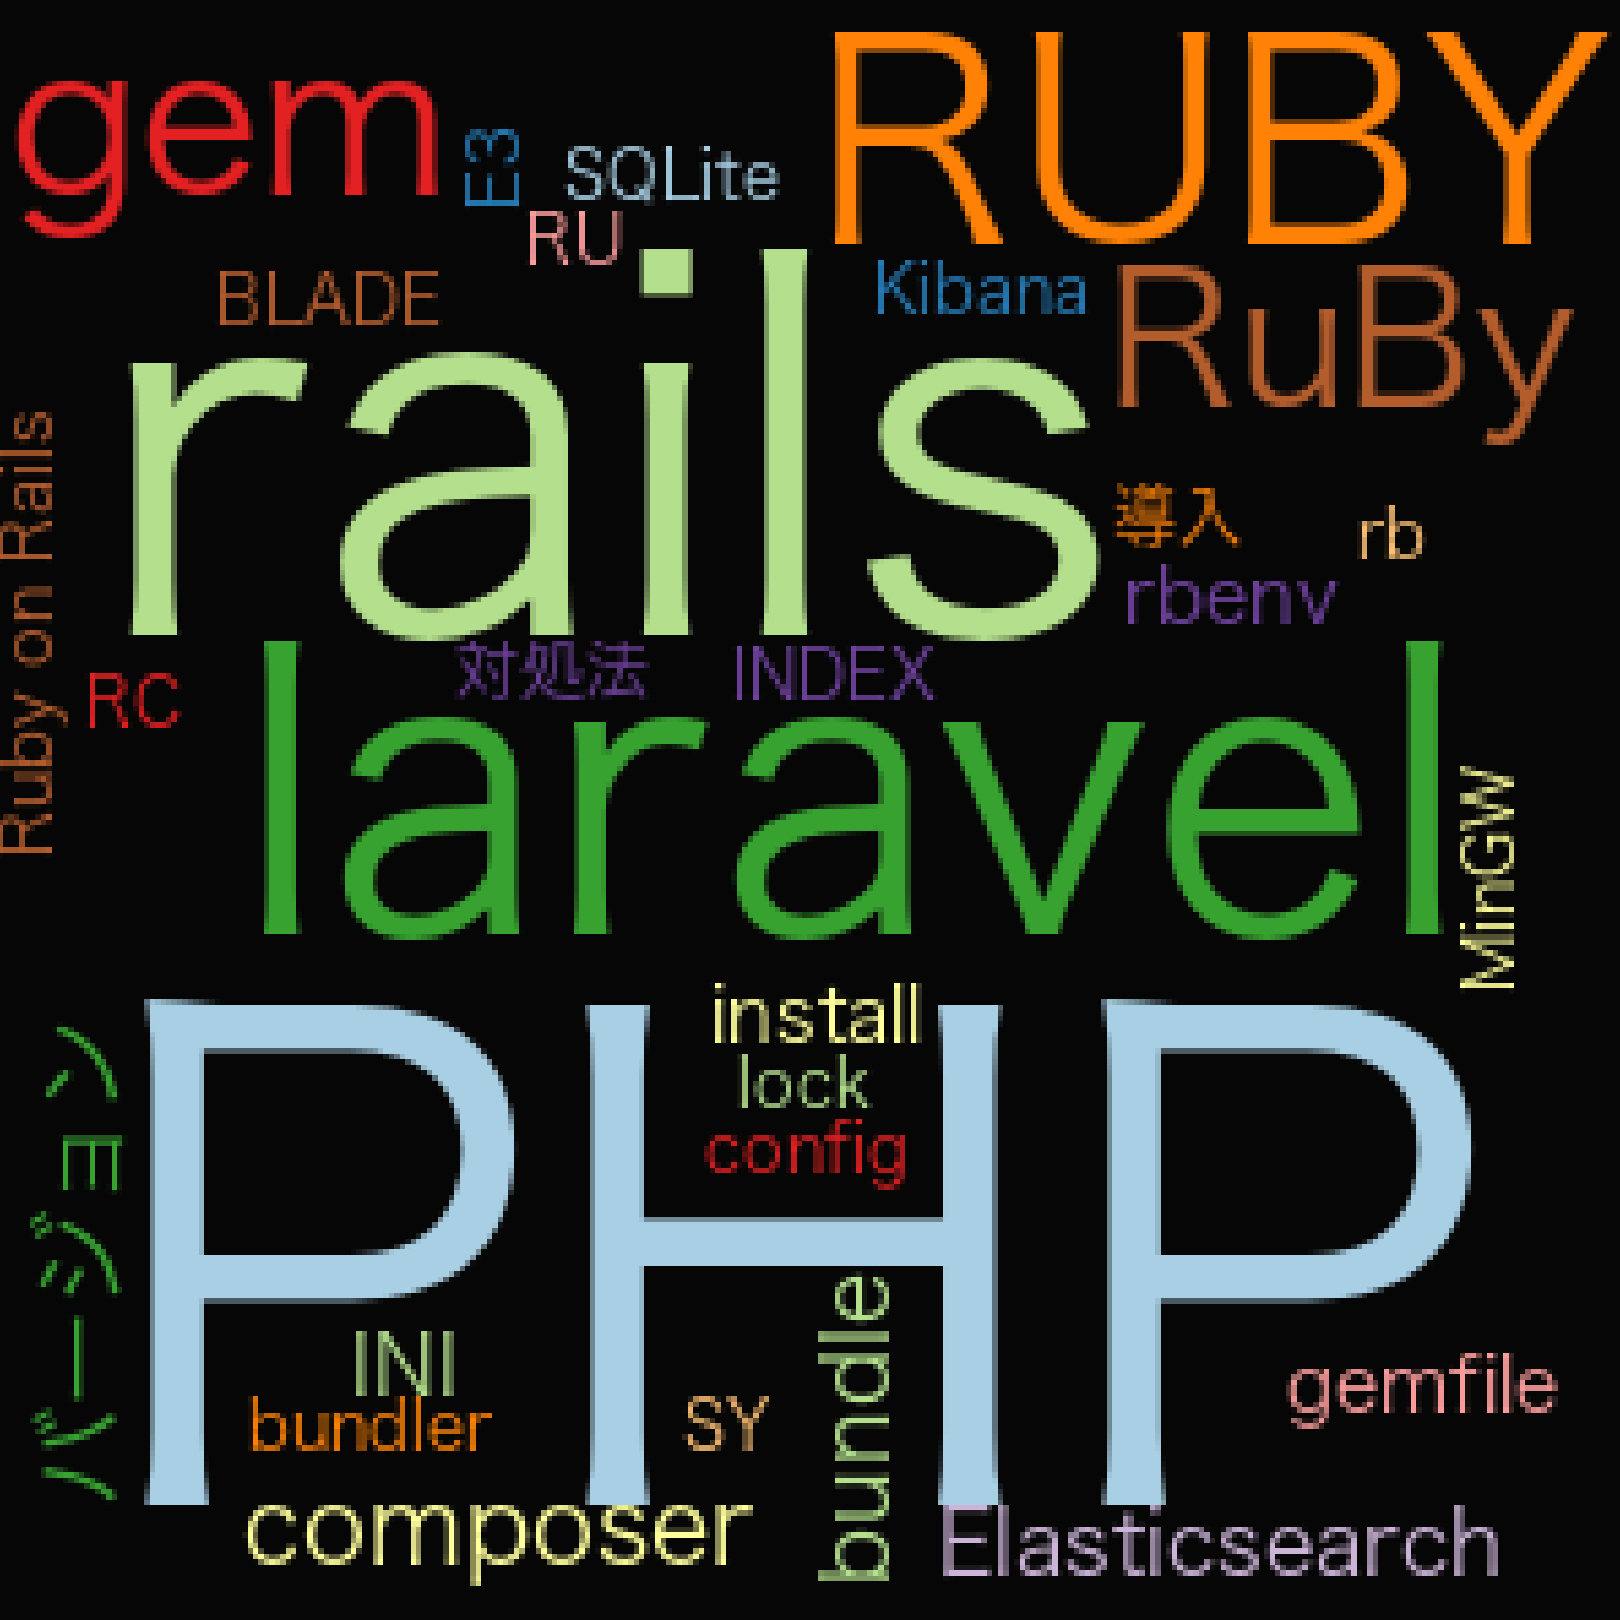 gem
RUBY
E3
SQLite
RU
BLADE
Kibana
RuBy
rails
Ruby on Rails
導入
rb
rbenv
対処法
INDEX
RC
laravel
MinGW
install
lock
config
PHP
バージョン
INI
bundler
SY
bundle
gemfile
composer
Elasticsearch